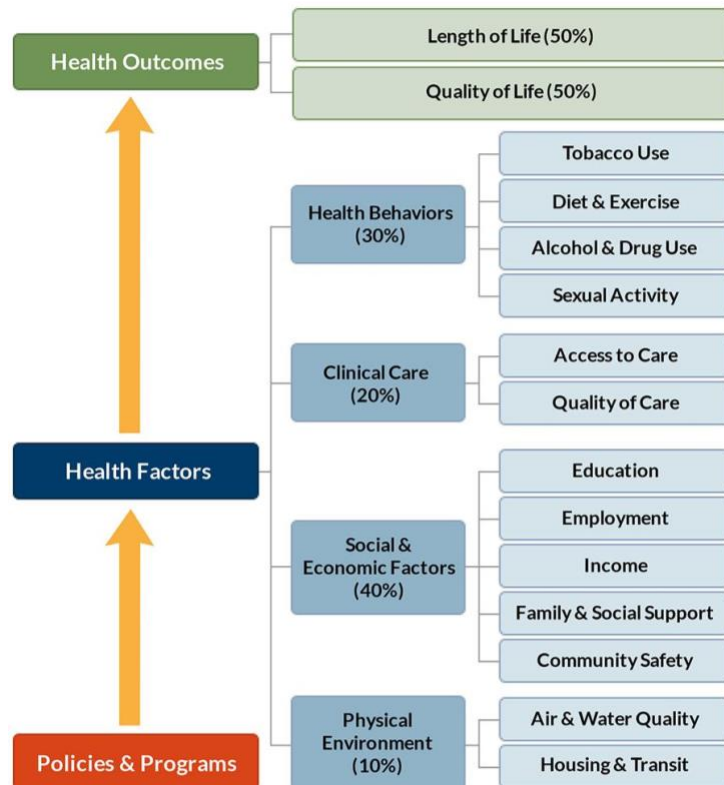 Health Outcomes
Length of Life (50%)
Quality of Life (50%)
Health Factors
Health Behaviors
(30%)
Tobacco Use
Diet & Exercise
Alcohol & Drug Use
Sexual Activity
Clinical Care
(20%)
Access to Care
Quality of Care
Social &
Economic Factors
(40%)
Education
Employment
Income
Family & Social Support
Community Safety
Physical
Environment
(10%)
Air & Water Quality
Housing & Transit
Policies & Programs